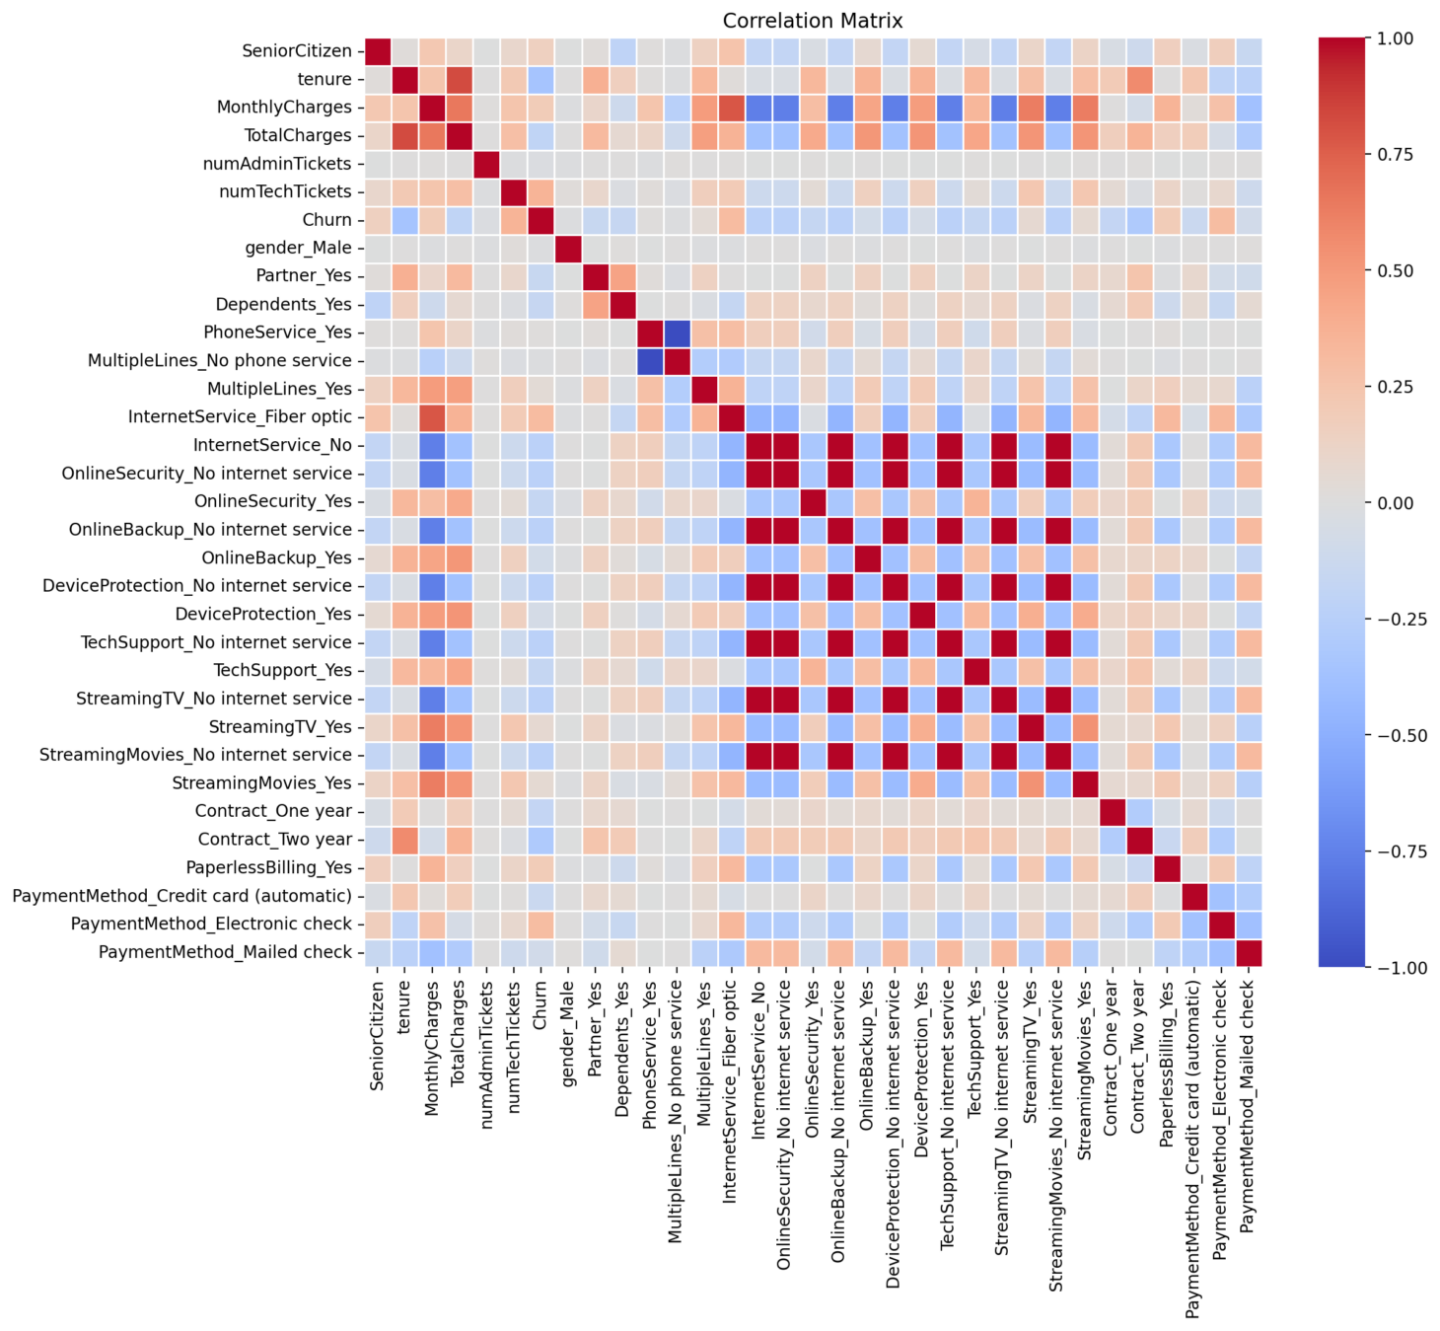 Correlation Matrix
SeniorCitizen
tenure
MonthlyCharges
TotalCharges
numAdminTickets
numTechTickets
Churn
gender_Male
Partner_Yes
Dependents_Yes
PhoneService_Yes
MultipleLines_No phone service
MultipleLines_Yes
InternetService_Fiber optic
InternetService_No
OnlineSecurity_No internet service
OnlineSecurity_Yes
OnlineBackup_No internet service
OnlineBackup_Yes
DeviceProtection_No internet service
DeviceProtection_Yes
TechSupport_No internet service
TechSupport_Yes
StreamingTV_No internet service
StreamingTV_Yes
StreamingMovies_No internet service
StreamingMovies_Yes
Contract_One year
Contract_Two year
PaperlessBilling_Yes
PaymentMethod_Credit card (automatic)
PaymentMethod_Electronic check
PaymentMethod_Mailed check
SeniorCitizen
tenure
MonthlyCharges
TotalCharges
numAdminTickets
numTechTickets
Churn
gender_Male
Partner_Yes
Dependents_Yes
PhoneService_Yes
MultipleLines_No phone service
MultipleLines_Yes
InternetService_Fiber optic
InternetService_No
OnlineSecurity_No internet service
OnlineSecurity_Yes
OnlineBackup_No internet service
OnlineBackup_Yes
DeviceProtection_No internet service
DeviceProtection_Yes
TechSupport_No internet service
TechSupport_Yes
StreamingTV_No internet service
StreamingTV_Yes
StreamingMovies_No internet service
StreamingMovies_Yes
Contract_One year
Contract_Two year
PaperlessBilling_Yes
PaymentMethod_Credit card (automatic)
PaymentMethod_Electronic check
PaymentMethod_Mailed check
1.00
0.75
0.50
0.25
0.00
−0.25
−0.50
−0.75
−1.00